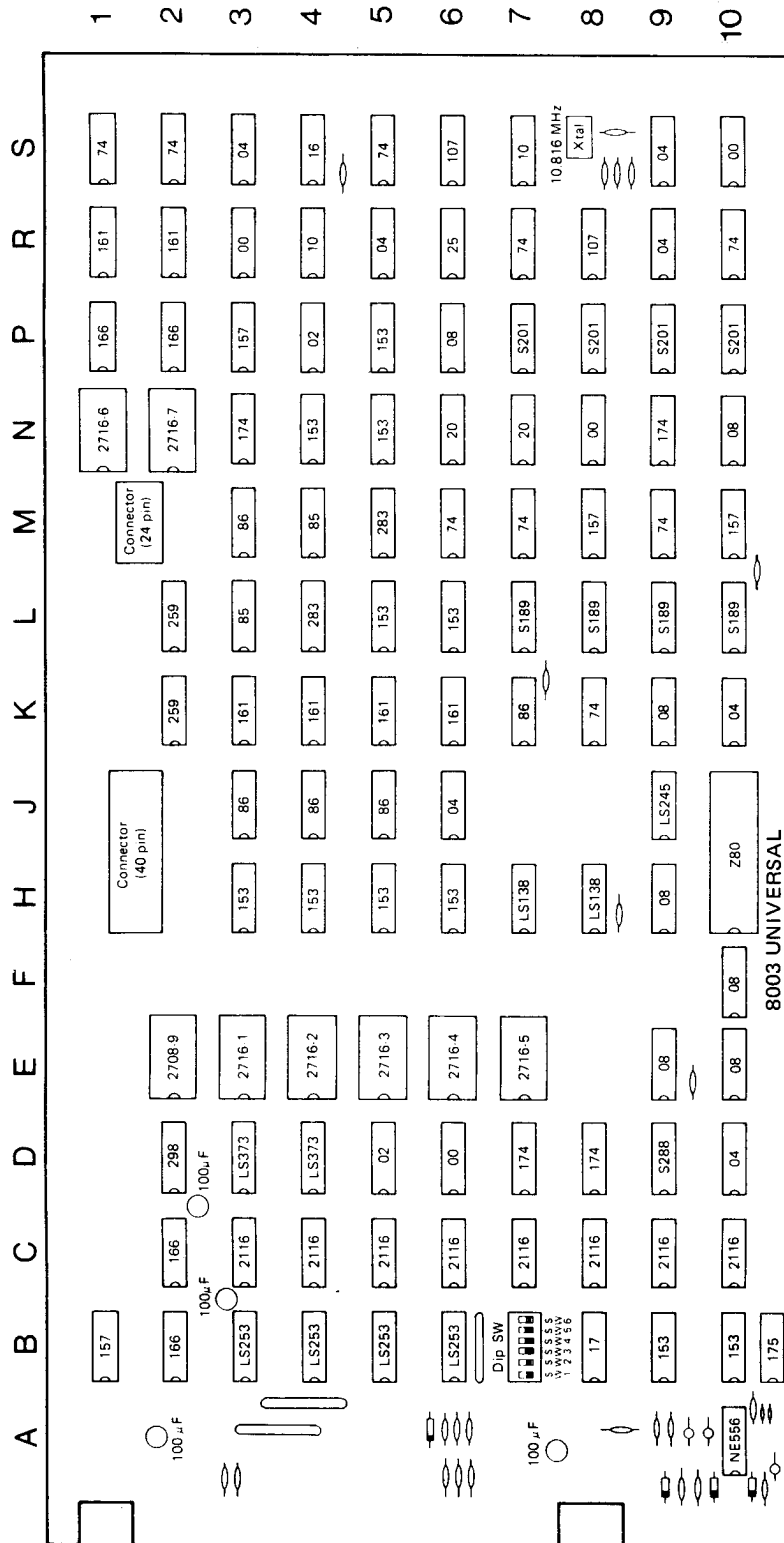 A B C D E F H J K L M N P R S
157 2716-6 166 161 74 1
Connector
(40 pin)
Connector
(24 pin)
100µF 166 166 298 2708-9 259 259 2716-7 166 161 74 2
100µF 100µF
LS253 2116 LS373 2716-1 153 86 161 85 86 174 157 00 04 3
LS253 2116 LS373 2716-2 153 86 161 283 85 153 02 10 16 4
LS253 2116 02 2716-3 153 86 161 153 283 153 153 04 74 5
LS253 2116 00 2716-4 153 04 161 153 74 20 08 25 107 6
Dip SW
2116 174 2716-5 LS138 86 S189 74 20 S201 74 10 7
SW1 SW2 SW3 SW4 SW5 SW6
10.816 MHz
100µF 17 2116 174 LS138 74 S189 157 00 S201 107 Xtal 8
153 2116 S288 08 08 LS245 08 S189 74 174 S201 04 04 9
NE556 153 2116 04 08 08 Z80 04 S189 157 08 S201 74 00 10
175
8003 UNIVERSAL